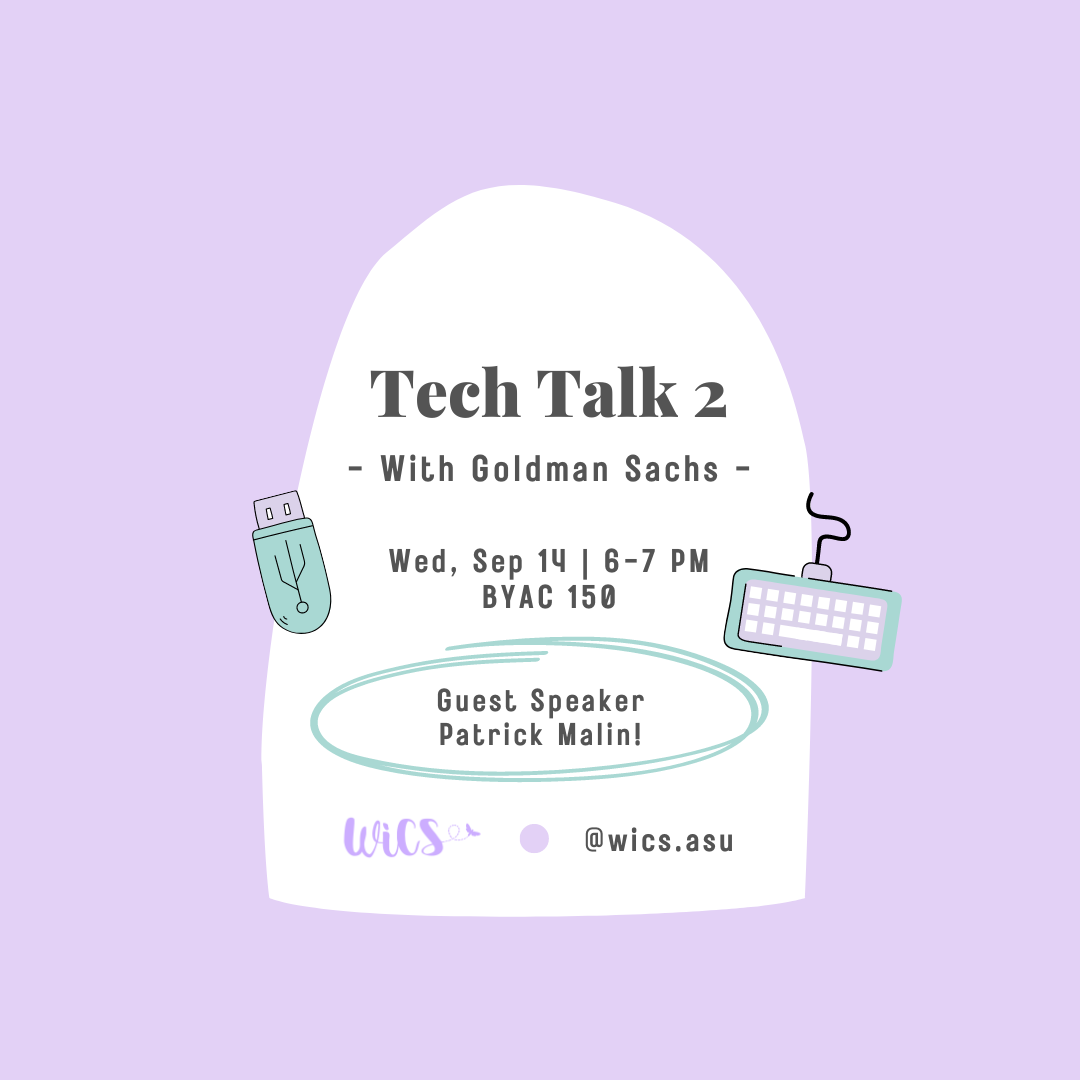 Tech Talk 2
- With Goldman Sachs -
Wed, Sep 14 | 6-7 PM
BYAC 150
Guest Speaker
Patrick Malin!
WiCS
@wics.asu